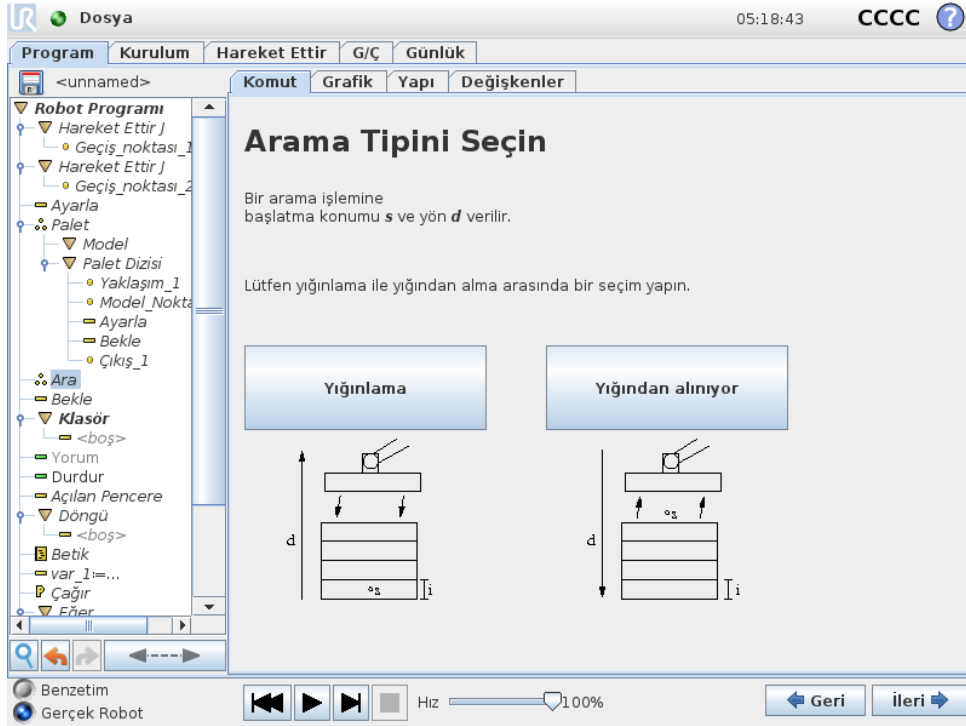 UR Dosya 05:18:43 CCCC ?
Program Kurulum Hareket Ettir G/Ç Günlük
<unnamed> Komut Grafik Yapı Değişkenler
Robot Programı
Hareket Ettir J
Geçiş_noktası_1
Hareket Ettir J
Geçiş_noktası_2
Ayarla
Palet
Model
Palet Dizisi
Yaklaşım_1
Model_Nokta
Ayarla
Bekle
Çıkış_1
Ara
Bekle
Klasör
<boş>
Yorum
Durdur
Açılan Pencere
Döngü
<boş>
Betik
var_1:=...
Çağır
Eğer
Arama Tipini Seçin
Bir arama işlemine
başlatma konumu s ve yön d verilir.
Lütfen yığınlama ile yığından alma arasında bir seçim yapın.
Yığınlama Yığından alınıyor
d s i
d s i
Benzetim
Gerçek Robot
Hız 100%
Geri İleri